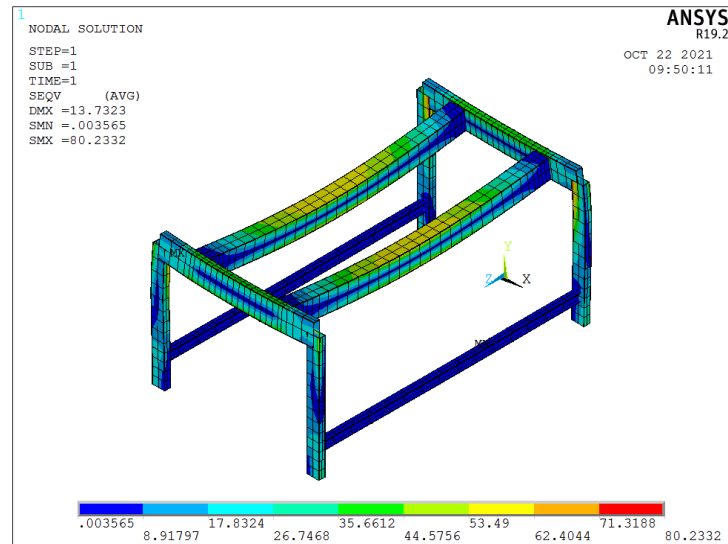 1
NODAL SOLUTION
STEP=1
SUB =1
TIME=1
SEQV (AVG)
DMX =13.7323
SMN =.003565
SMX =80.2332
ANSYS
R19.2
OCT 22 2021
09:50:11
Y
Z
X
.003565 17.8324 35.6612 53.49 71.3188
8.91797 26.7468 44.5756 62.4044 80.2332